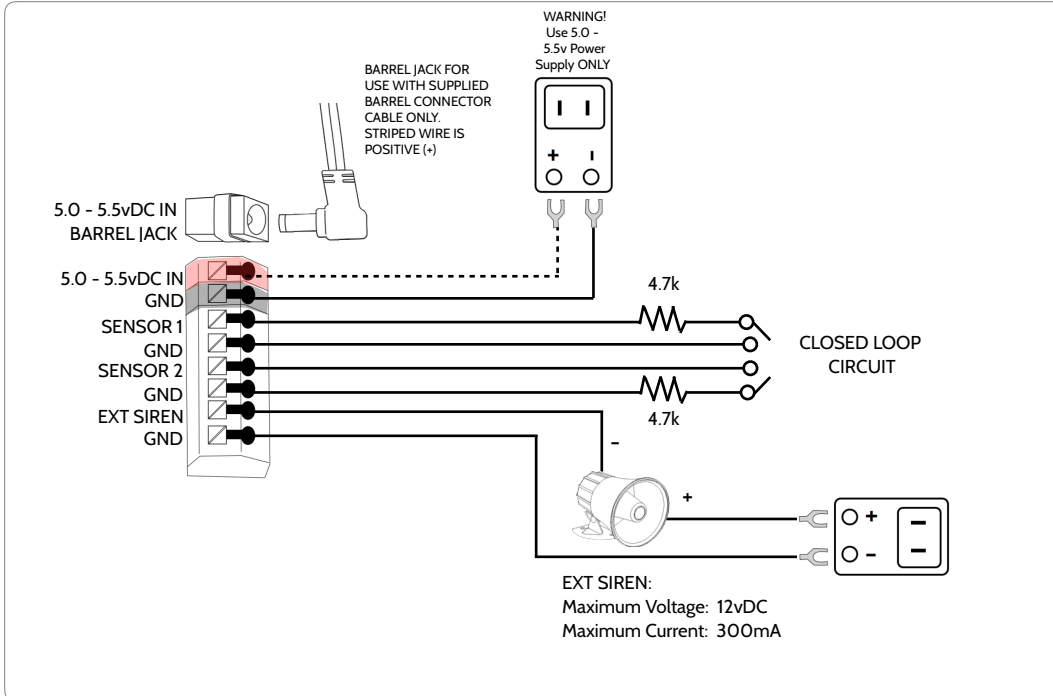 WARNING!
Use 5.0 -
5.5v Power
Supply ONLY
BARREL JACK FOR
USE WITH SUPPLIED
BARREL CONNECTOR
CABLE ONLY.
STRIPED WIRE IS
POSITIVE (+)
+ -
5.0 - 5.5vDC IN
BARREL JACK
5.0 - 5.5vDC IN
GND
SENSOR 1
GND
SENSOR 2
GND
EXT SIREN
GND
4.7k
CLOSED LOOP
CIRCUIT
4.7k
-
+
+
-
EXT SIREN:
Maximum Voltage: 12vDC
Maximum Current: 300mA